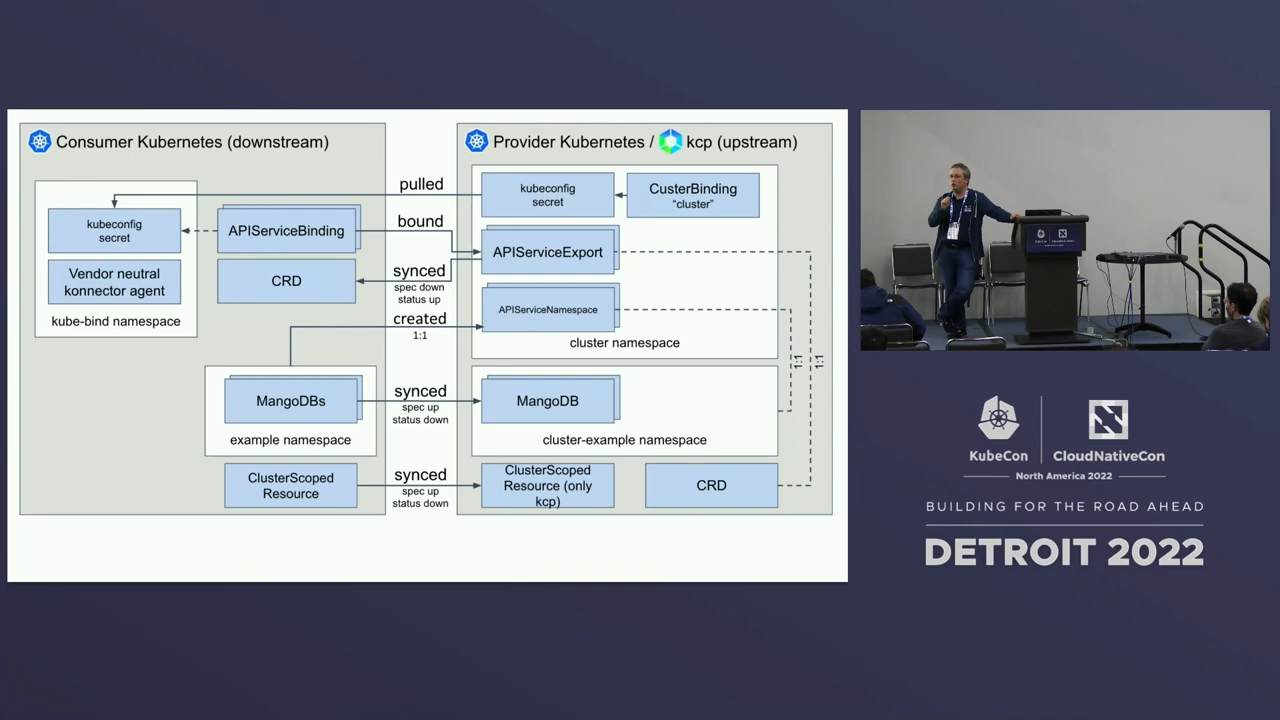 Consumer Kubernetes (downstream)
kubeconfig
secret
Vendor neutral
konnector agent
kube-bind namespace
APIServiceBinding
CRD
MangoDBs
example namespace
ClusterScoped
Resource
pulled
bound
synced
spec down
status up
created
1:1
synced
spec up
status down
synced
spec up
status down
Provider Kubernetes / kcp (upstream)
kubeconfig
secret
CusterBinding
“cluster”
APIServiceExport
APIServiceNamespace
cluster namespace
MangoDB
cluster-example namespace
ClusterScoped
Resource (only
kcp)
CRD
1:1
1:1
KubeCon
CloudNativeCon
North America 2022
BUILDING FOR THE ROAD AHEAD
DETROIT 2022